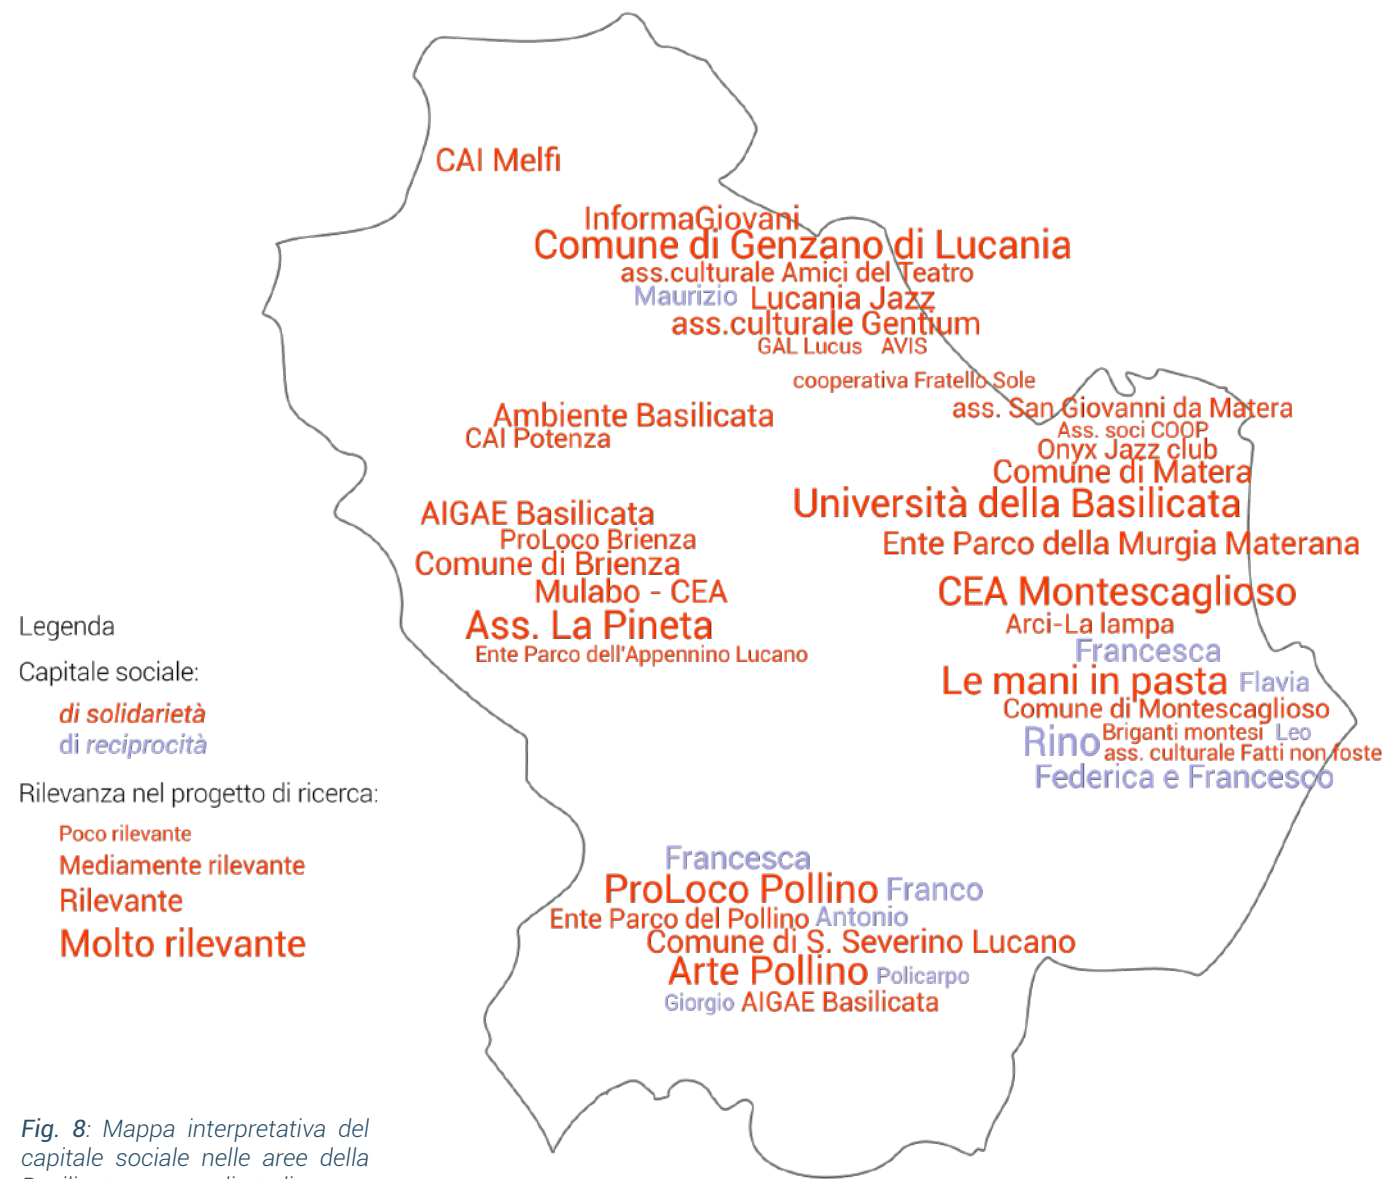 CAI Melfi
InformaGiovani
Comune di Genzano di Lucania
ass.culturale Amici del Teatro
Maurizio Lucania Jazz
ass.culturale Gentium
GAL Lucus AVIS
cooperativa Fratello Sole
Ambiente Basilicata
CAI Potenza
ass. San Giovanni da Matera
Ass. soci COOP
Onyx Jazz club
Comune di Matera
Università della Basilicata
Ente Parco della Murgia Materana
AIGAE Basilicata
ProLoco Brienza
Comune di Brienza
Mulabo - CEA
Ass. La Pineta
Ente Parco dell'Appennino Lucano
CEA Montescaglioso
Arci-La lampa
Francesca
Le mani in pasta Flavia
Comune di Montescaglioso
Rino Briganti montesi Leo
ass. culturale Fatti non foste
Federica e Francesco
Francesca
ProLoco Pollino Franco
Ente Parco del Pollino Antonio
Comune di S. Severino Lucano
Arte Pollino Policarpo
Giorgio AIGAE Basilicata
Legenda
Capitale sociale:
di solidarietà
di reciprocità
Rilevanza nel progetto di ricerca:
Poco rilevante
Mediamente rilevante
Rilevante
Molto rilevante
Fig. 8: Mappa interpretativa del
capitale sociale nelle aree della